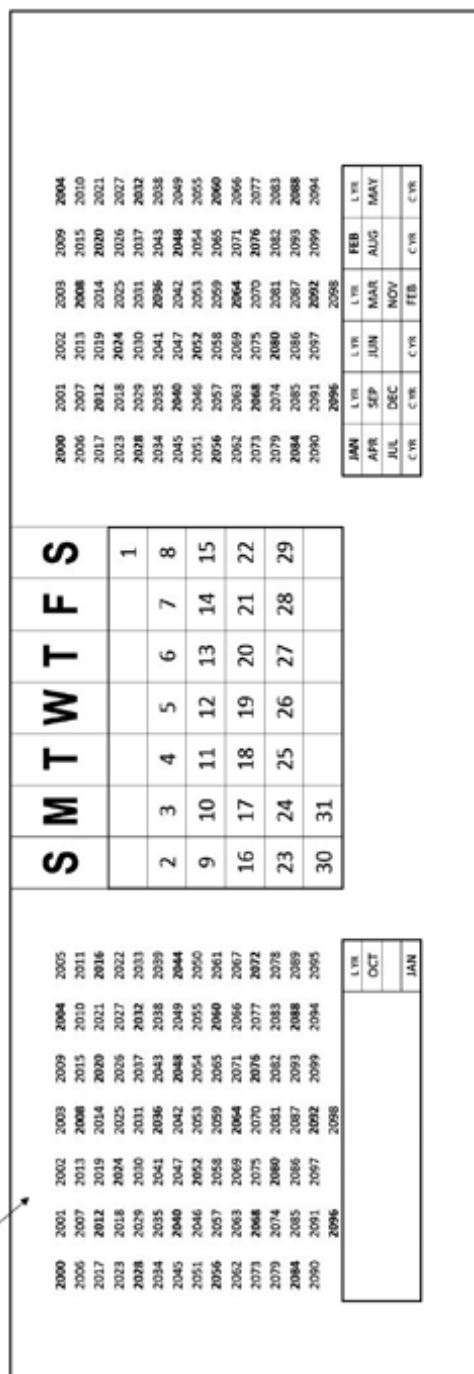 2000 2001 2002 2003 2009 2004 2005
2006 2007 2013 2008 2015 2010 2011
2017 2012 2019 2014 2020 2021 2016
2023 2018 2024 2025 2026 2027 2022
2028 2029 2030 2031 2037 2032 2033
2034 2035 2041 2036 2043 2038 2039
2045 2040 2047 2042 2048 2049 2044
2051 2046 2052 2053 2054 2055 2050
2056 2057 2058 2059 2065 2060 2061
2062 2063 2069 2064 2071 2066 2067
2073 2068 2075 2070 2076 2077 2072
2079 2074 2080 2081 2082 2083 2078
2084 2085 2086 2087 2093 2088 2089
2090 2091 2097 2092 2099 2094 2095
2096 2098
L YR
OCT
JAN
S M T W T F S
1
2 3 4 5 6 7 8
9 10 11 12 13 14 15
16 17 18 19 20 21 22
23 24 25 26 27 28 29
30 31
2000 2001 2002 2003 2009 2004
2006 2007 2013 2008 2015 2010
2017 2012 2019 2014 2020 2021
2023 2018 2024 2025 2026 2027
2028 2029 2030 2031 2037 2032
2034 2035 2041 2036 2043 2038
2045 2040 2047 2042 2048 2049
2051 2046 2052 2053 2054 2055
2056 2057 2058 2059 2065 2060
2062 2063 2069 2064 2071 2066
2073 2068 2075 2070 2076 2077
2079 2074 2080 2081 2082 2083
2084 2085 2086 2087 2093 2088
2090 2091 2097 2092 2099 2094
2096 2098
JAN L YR L YR L YR FEB L YR
APR SEP JUN MAR AUG MAY
JUL DEC NOV
C YR C YR C YR FEB C YR C YR